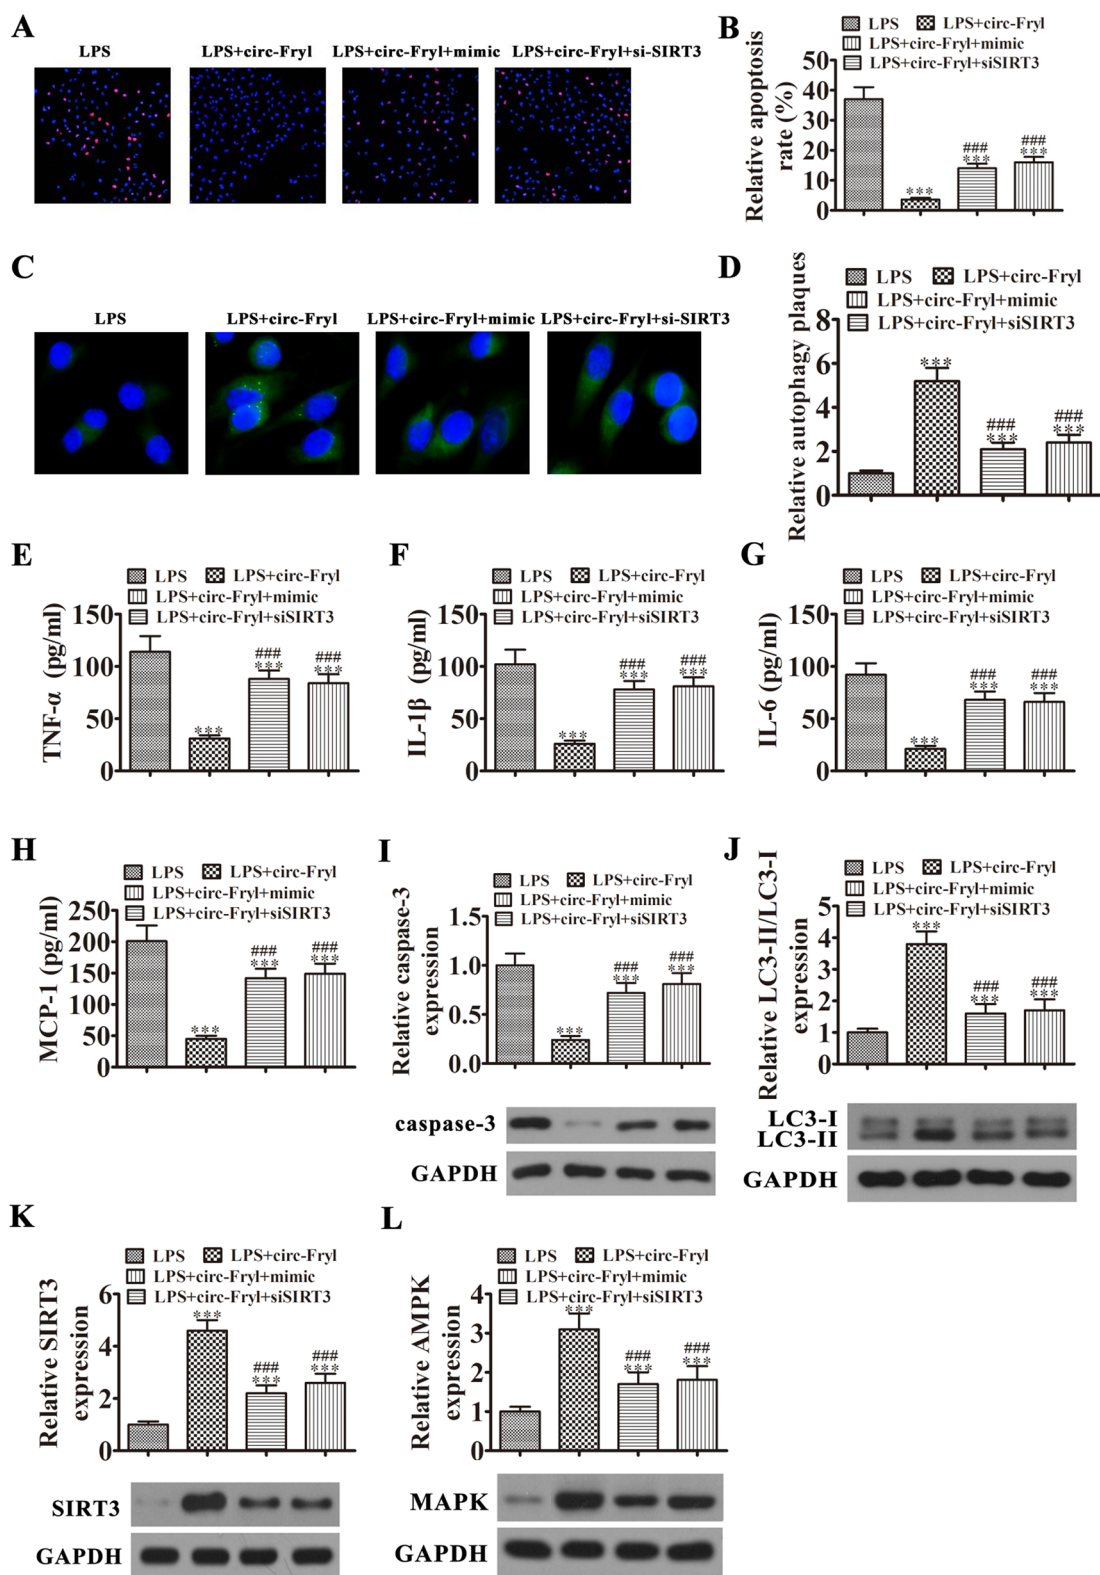 A
LPS
LPS+circ-Fryl
LPS+circ-Fryl+mimic
LPS+circ-Fryl+si-SIRT3
B
LPS
LPS+circ-Fryl
LPS+circ-Fryl+mimic
LPS+circ-Fryl+siSIRT3
Relative apoptosis
rate (%)
50
40
30
20
10
0
***
###
***
###
***
C
LPS
LPS+circ-Fryl
LPS+circ-Fryl+mimic
LPS+circ-Fryl+si-SIRT3
D
LPS
LPS+circ-Fryl
LPS+circ-Fryl+mimic
LPS+circ-Fryl+siSIRT3
Relative autophagy plaques
8
6
4
2
0
***
###
***
###
***
E
LPS
LPS+circ-Fryl
LPS+circ-Fryl+mimic
LPS+circ-Fryl+siSIRT3
TNF-α (pg/ml)
150
100
50
0
***
###
***
###
***
F
LPS
LPS+circ-Fryl
LPS+circ-Fryl+mimic
LPS+circ-Fryl+siSIRT3
IL-1β (pg/ml)
150
100
50
0
***
###
***
###
***
G
LPS
LPS+circ-Fryl
LPS+circ-Fryl+mimic
LPS+circ-Fryl+siSIRT3
IL-6 (pg/ml)
150
100
50
0
***
###
***
###
***
H
LPS
LPS+circ-Fryl
LPS+circ-Fryl+mimic
LPS+circ-Fryl+siSIRT3
MCP-1 (pg/ml)
250
200
150
100
50
0
***
###
***
###
***
I
LPS
LPS+circ-Fryl
LPS+circ-Fryl+mimic
LPS+circ-Fryl+siSIRT3
Relative caspase-3
expression
1.5
1.0
0.5
0.0
***
###
***
###
***
caspase-3
GAPDH
J
LPS
LPS+circ-Fryl
LPS+circ-Fryl+mimic
LPS+circ-Fryl+siSIRT3
Relative LC3-II/LC3-I
expression
5
4
3
2
1
0
***
###
***
###
***
LC3-I
LC3-II
GAPDH
K
LPS
LPS+circ-Fryl
LPS+circ-Fryl+mimic
LPS+circ-Fryl+siSIRT3
Relative SIRT3
expression
6
4
2
0
***
###
***
###
***
SIRT3
GAPDH
L
LPS
LPS+circ-Fryl
LPS+circ-Fryl+mimic
LPS+circ-Fryl+siSIRT3
Relative AMPK
expression
4
3
2
1
0
***
###
***
###
***
MAPK
GAPDH